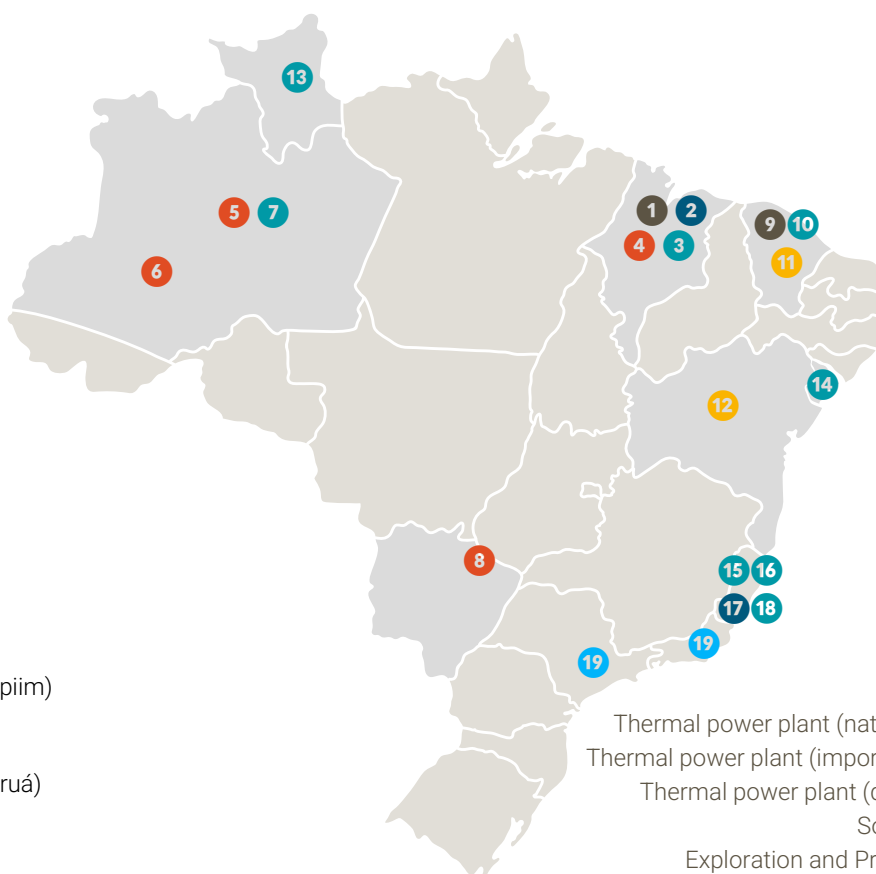 13
5 7
6
1 2
4 3
9 10
11
12
14
8
15 16
17 18
19
19
piim)
ruá)
Thermal power plant (nat
Thermal power plant (impor
Thermal power plant (
So
Exploration and Pr